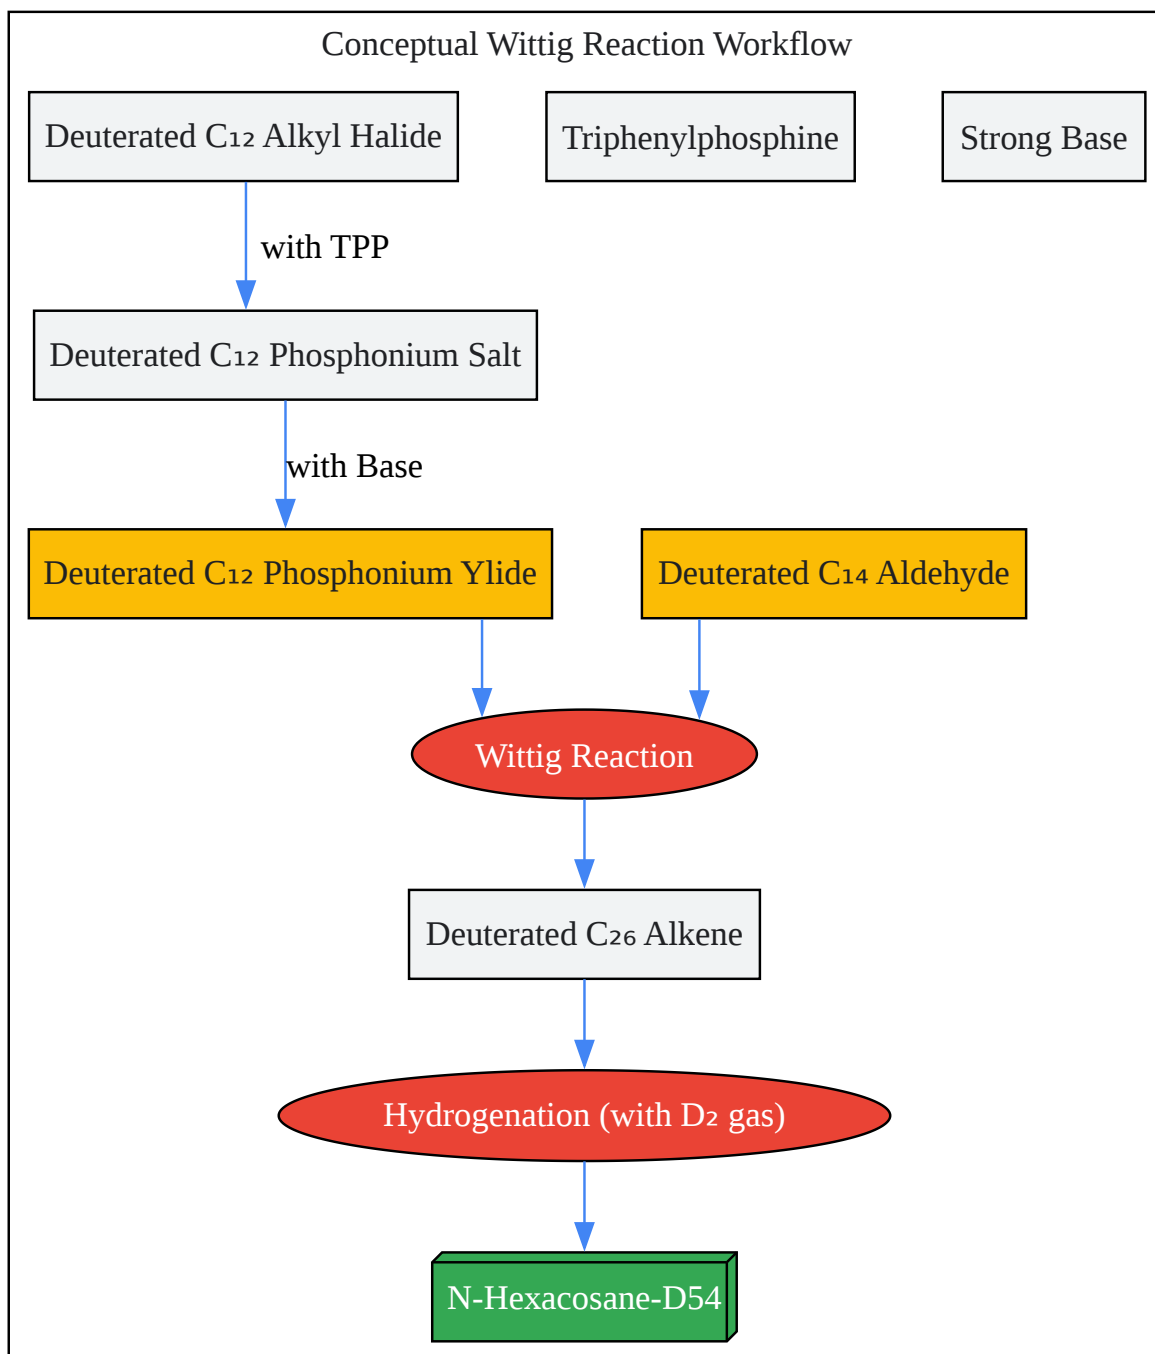 Conceptual Wittig Reaction Workflow
Deuterated C₁₂ Alkyl Halide
Triphenylphosphine
Strong Base
with TPP
Deuterated C₁₂ Phosphonium Salt
with Base
Deuterated C₁₂ Phosphonium Ylide
Deuterated C₁₄ Aldehyde
Wittig Reaction
Deuterated C₂₆ Alkene
Hydrogenation (with D₂ gas)
N-Hexacosane-D54